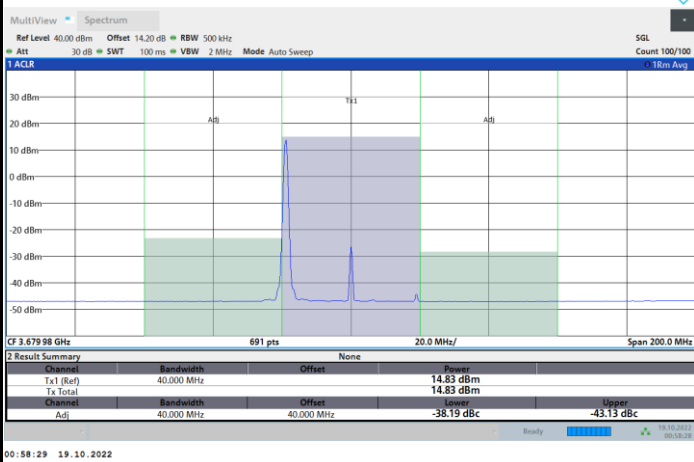 MultiView Spectrum
Ref Level 40.00 dBm Offset 14.20 dB RBW 500 kHz SGL
Att 30 dB SWT 100 ms VBW 2 MHz Mode Auto Sweep Count 100/100
1 ACLR 1Rm Avg
30 dBm
Tx1
20 dBm
Adj Adj
10 dBm
0 dBm
-10 dBm
-20 dBm
-30 dBm
-40 dBm
-50 dBm
CF 3.679 98 GHz 691 pts 20.0 MHz/ Span 200.0 MHz
2 Result Summary None
Channel Bandwidth Offset Power
Tx1 (Ref) 40.000 MHz 14.83 dBm
Tx Total 14.83 dBm
Channel Bandwidth Offset Lower Upper
Adj 40.000 MHz 40.000 MHz -38.19 dBc -43.13 dBc
Ready 19.10.2022
00:58:28
00:58:29 19.10.2022